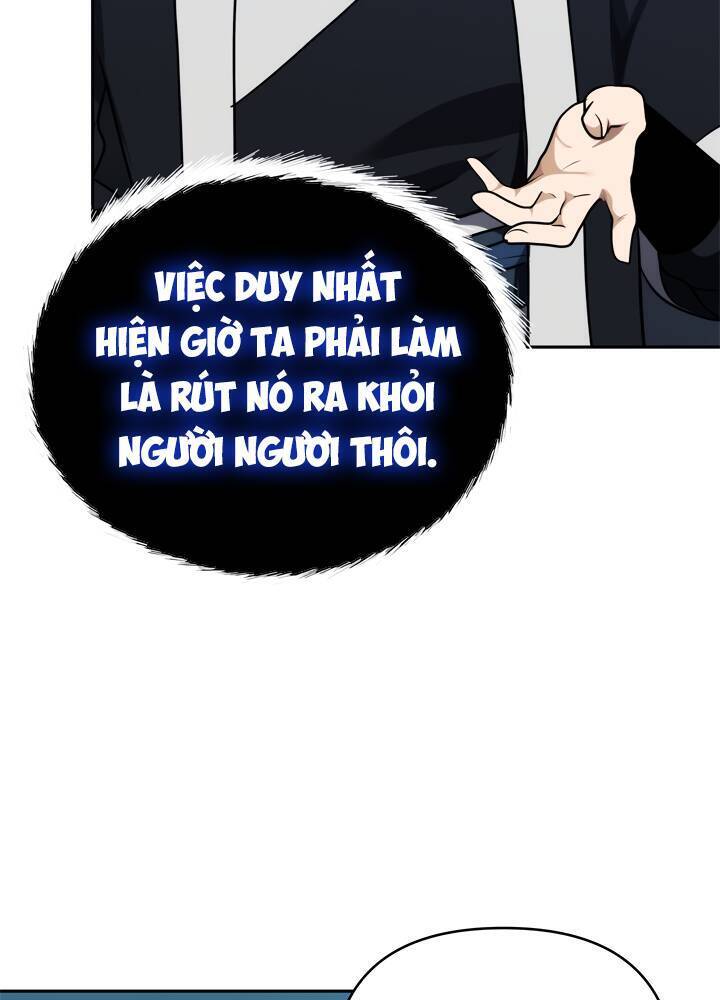 VIỆC DUY NHẤT
HIỆN GIỜ TA PHẢI LÀM
LÀ RÚT NÓ RA KHỎI
NGƯỜI NGƯƠI THÔI.